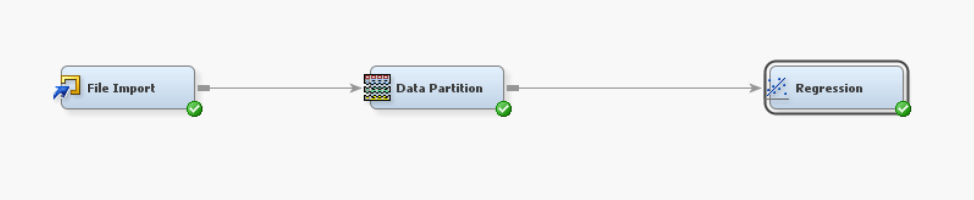 File Import
Data Partition
Regression